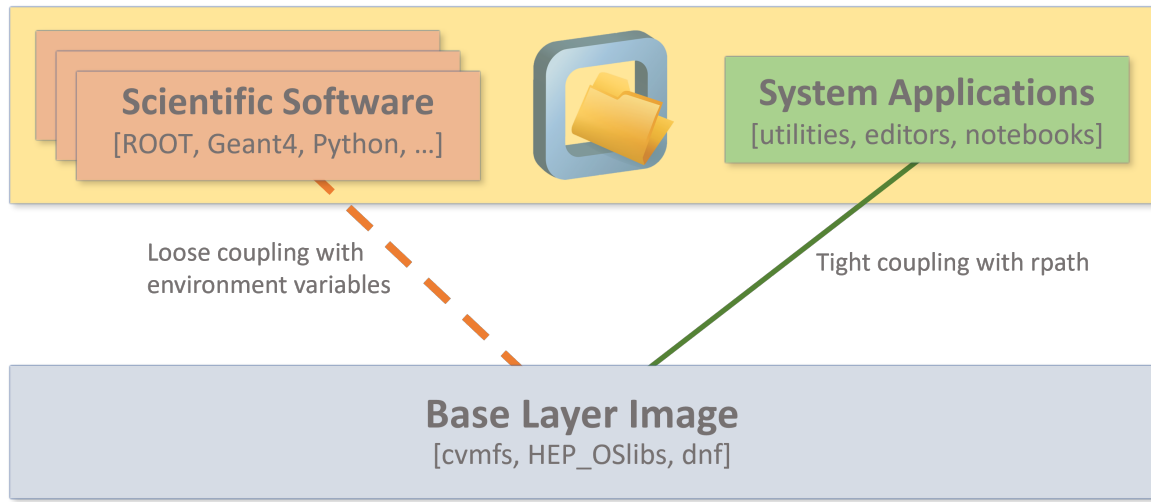 Scientific Software
[ROOT, Geant4, Python, ...]
System Applications
[utilities, editors, notebooks]
Loose coupling with
environment variables
Tight coupling with rpath
Base Layer Image
[cvmfs, HEP_OSlibs, dnf]